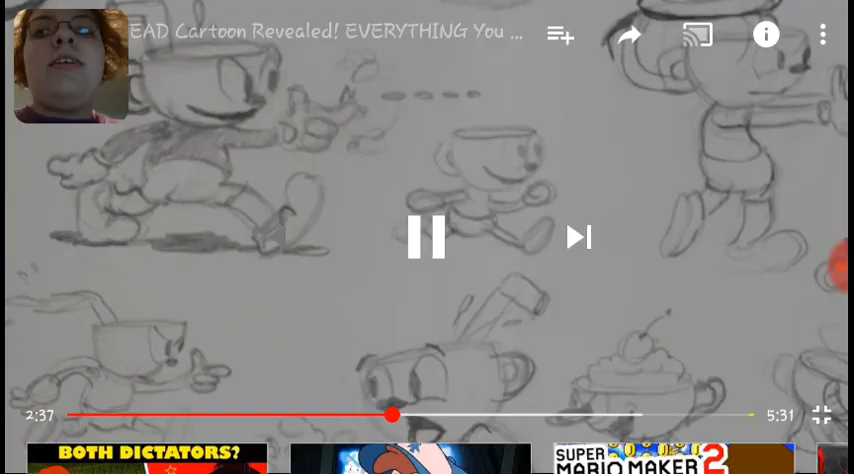 EAD Cartoon Revealed! EVERYTHING You ...
2:37
5:31
BOTH DICTATORS?
SUPER
MARIO MAKER 2